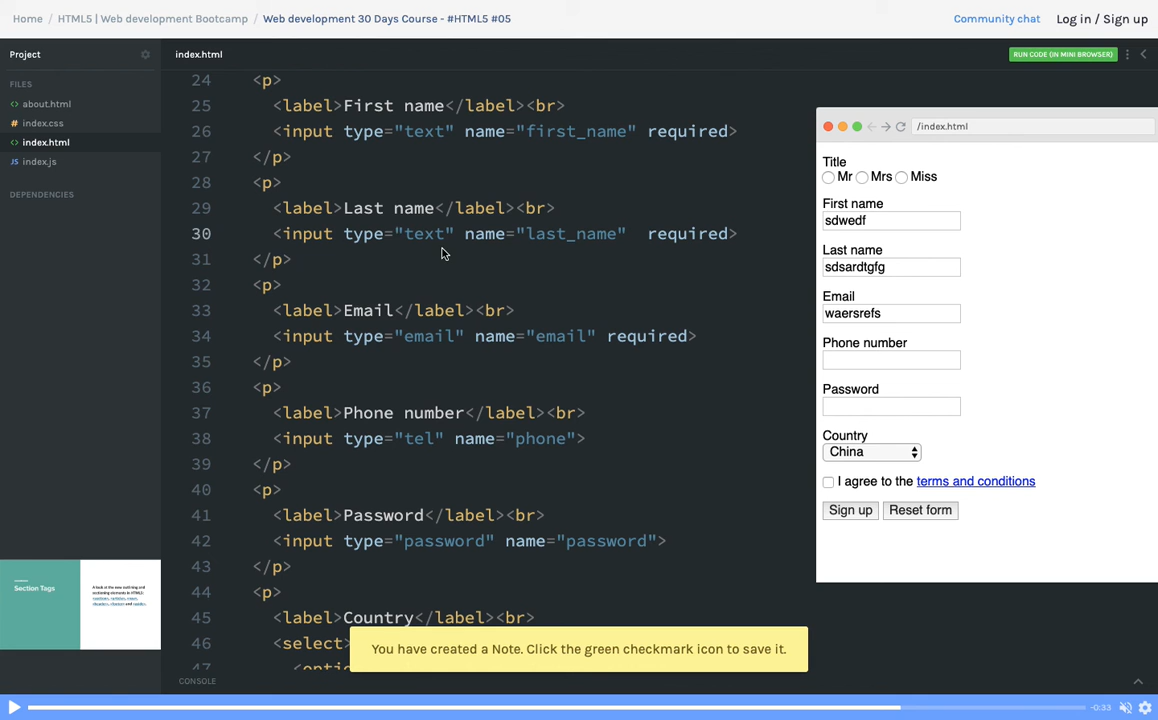 Home / HTML5 | Web development Bootcamp / Web development 30 Days Course - #HTML5 #05
Community chat Log in / Sign up
Project
index.html
RUN CODE (IN MINI BROWSER)
FILES
<> about.html
# index.css
<> index.html
JS index.js
DEPENDENCIES
24 <p>
25 <label>First name</label><br>
26 <input type="text" name="first_name" required>
27 </p>
28 <p>
29 <label>Last name</label><br>
30 <input type="text" name="last_name"  required>
31 </p>
32 <p>
33 <label>Email</label><br>
34 <input type="email" name="email" required>
35 </p>
36 <p>
37 <label>Phone number</label><br>
38 <input type="tel" name="phone">
39 </p>
40 <p>
41 <label>Password</label><br>
42 <input type="password" name="password">
43 </p>
44 <p>
45 <label>Country</label><br>
46 <select>
47 <optio
/index.html
Title
Mr Mrs Miss
First name
sdwedf
Last name
sdsardtgfg
Email
waersrefs
Phone number
Password
Country
China
I agree to the terms and conditions
Sign up Reset form
Section Tags
You have created a Note. Click the green checkmark icon to save it.
CONSOLE
-0:33